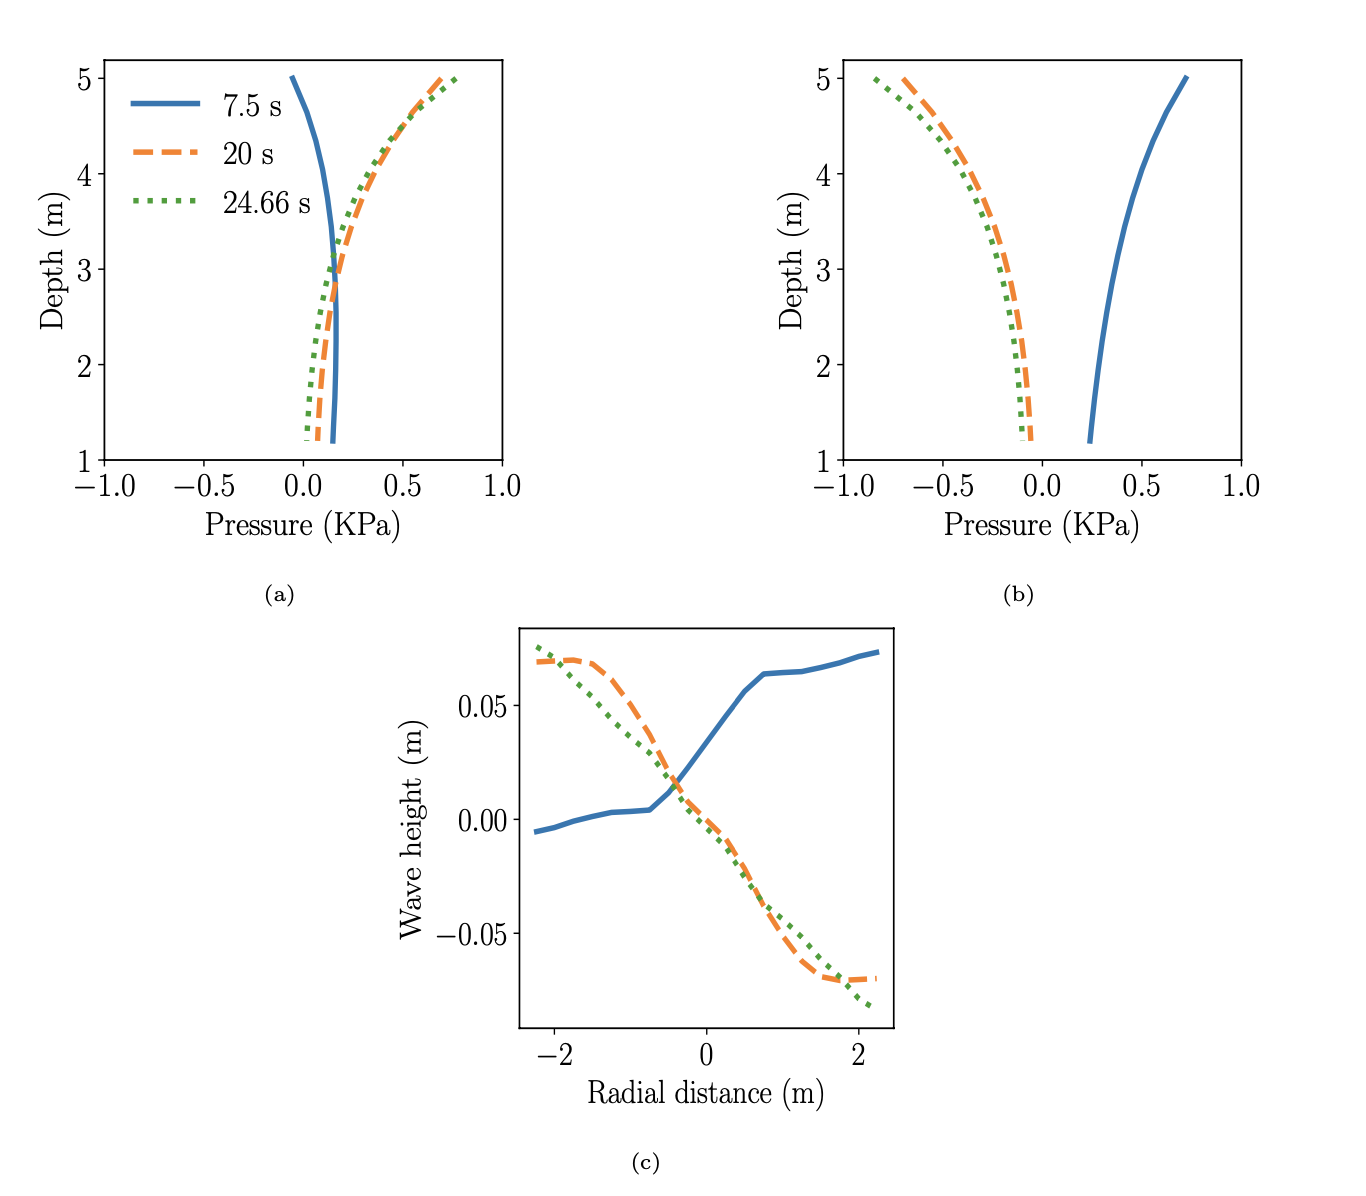 5
4
3
2
1
Depth (m)
7.5 s
20 s
24.66 s
−1.0 −0.5 0.0 0.5 1.0
Pressure (KPa)
(a)
5
4
3
2
1
Depth (m)
−1.0 −0.5 0.0 0.5 1.0
Pressure (KPa)
(b)
0.05
0.00
−0.05
Wave height (m)
−2 0 2
Radial distance (m)
(c)